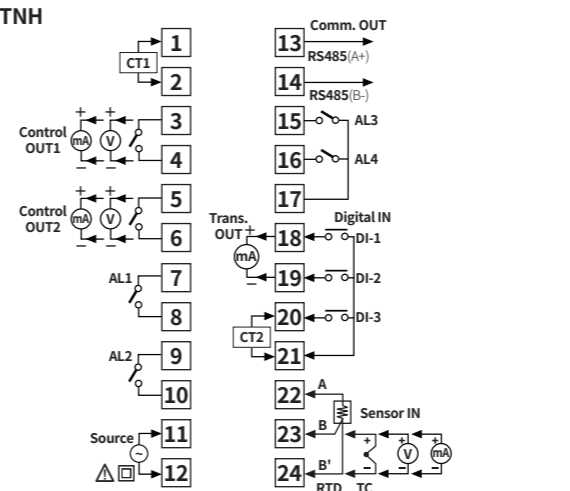 TNH
CT1
1
2
Control
OUT1
+
+
mA
V
−
−
3
4
Control
OUT2
+
+
mA
V
−
−
5
6
AL1
7
8
AL2
9
10
Source
~
11
12
Comm. OUT
13
RS485(A+)
14
RS485(B-)
15
AL3
16
AL4
17
Trans.
OUT
+
mA
−
Digital IN
18
DI-1
19
DI-2
20
DI-3
CT2
21
22
A
Sensor IN
23
B
+
+
+
V
mA
−
−
−
24
B'
RTD
TC